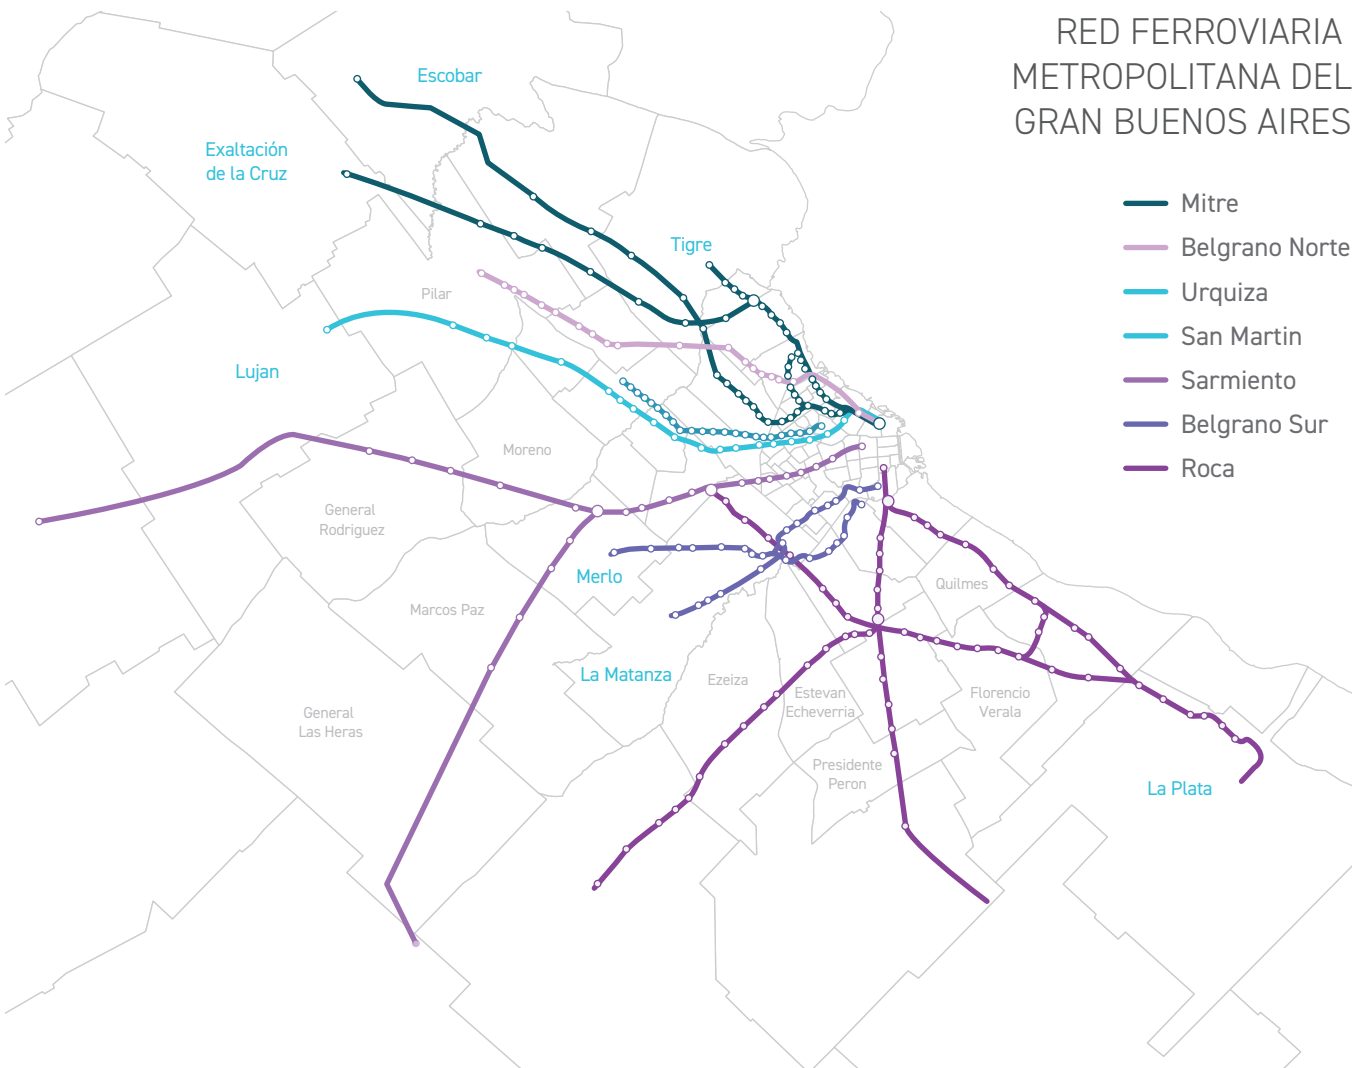 RED FERROVIARIA
METROPOLITANA DEL
GRAN BUENOS AIRES
Mitre
Belgrano Norte
Urquiza
San Martin
Sarmiento
Belgrano Sur
Roca
Escobar
Exaltación
de la Cruz
Tigre
Pilar
Lujan
Moreno
General
Rodriguez
Merlo
Quilmes
Marcos Paz
La Matanza
Ezeiza
Estevan
Echeverria
Florencio
Verala
General
Las Heras
Presidente
Peron
La Plata